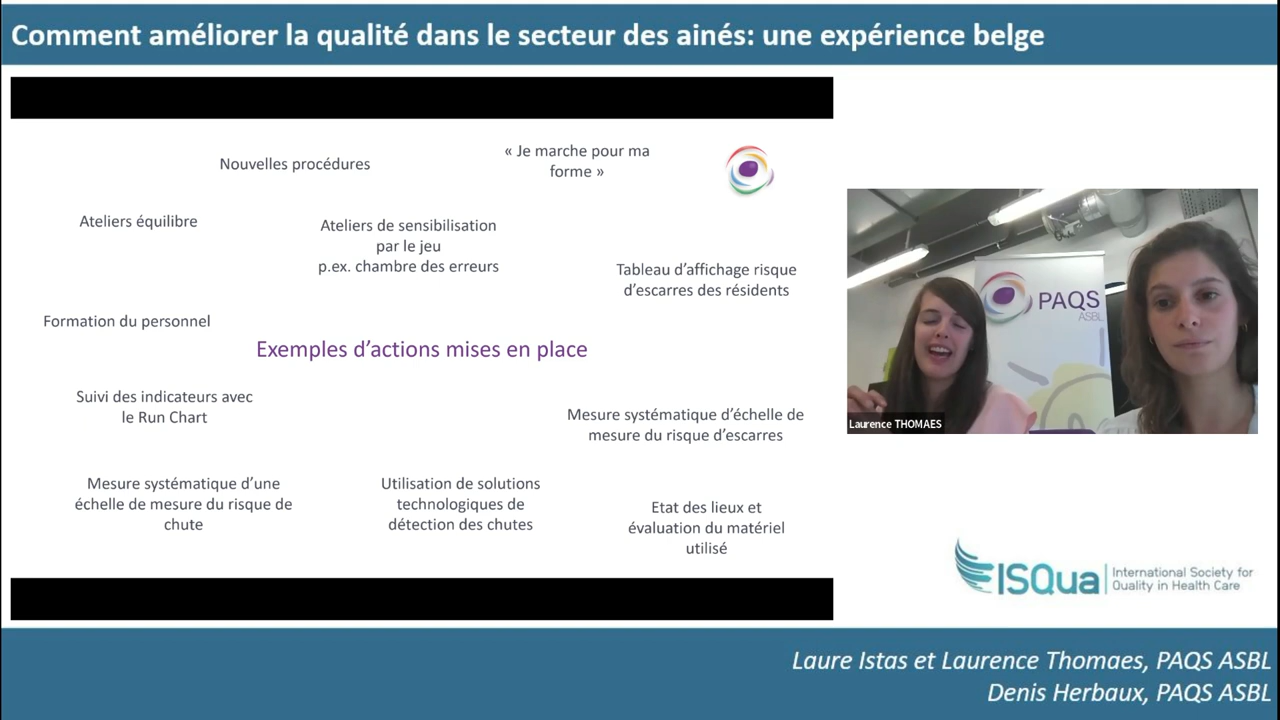 Comment améliorer la qualité dans le secteur des ainés: une expérience belge
Nouvelles procédures
« Je marche pour ma
forme »
Ateliers équilibre
Ateliers de sensibilisation
par le jeu
p.ex. chambre des erreurs
Tableau d’affichage risque
d’escarres des résidents
Formation du personnel
Exemples d’actions mises en place
Suivi des indicateurs avec
le Run Chart
Mesure systématique d’échelle de
mesure du risque d’escarres
Mesure systématique d’une
échelle de mesure du risque de
chute
Utilisation de solutions
technologiques de
détection des chutes
Etat des lieux et
évaluation du matériel
utilisé
PAQS
ASBL
Laurence THOMAES
ISQua
International Society for
Quality in Health Care
Laure Istas et Laurence Thomaes, PAQS ASBL
Denis Herbaux, PAQS ASBL